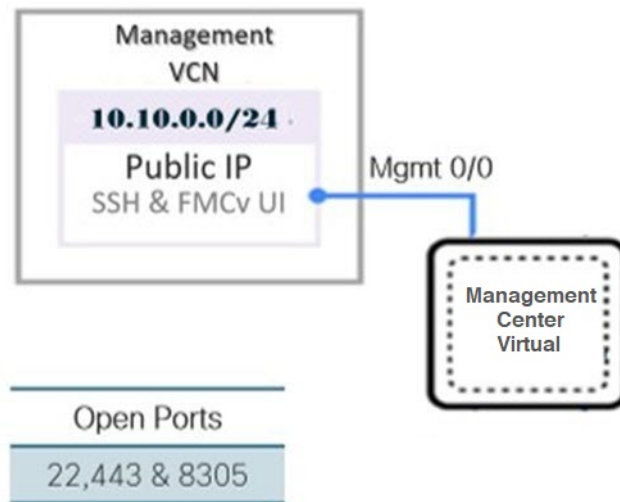 Management
VCN
10.10.0.0/24
Public IP
SSH & FMCv UI
Mgmt 0/0
Management
Center
Virtual
Open Ports
22,443 & 8305